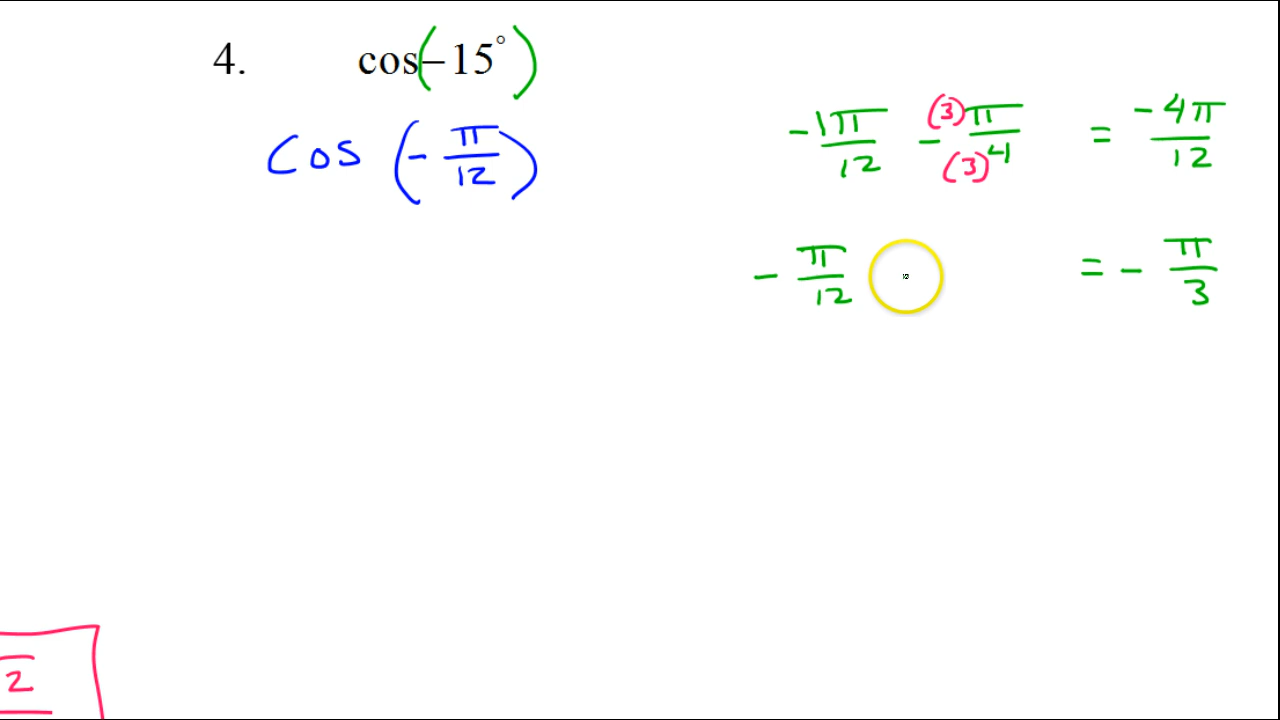 4. cos(−15°)
cos (−π/12)
−1π/12 − (3)π/(3)4 = −4π/12
−π/12 = −π/3
2